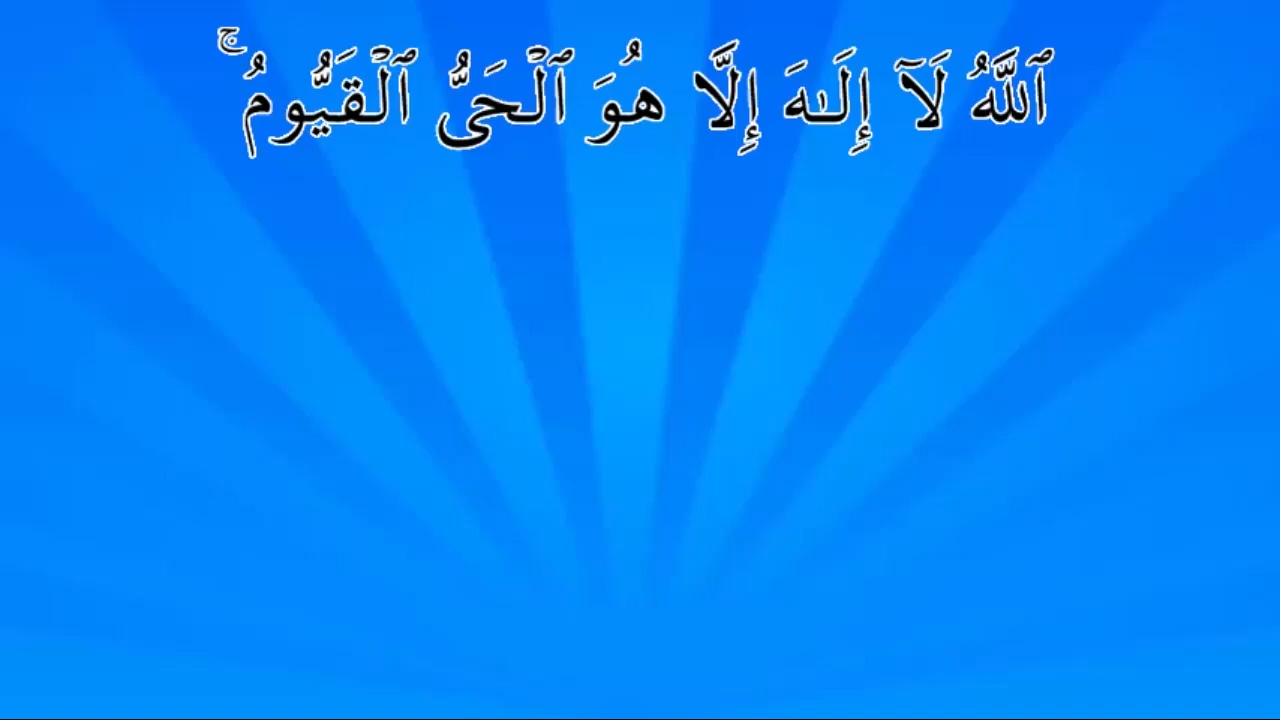 ٱللَّهُ لَآ إِلَـٰهَ إِلَّا هُوَ ٱلْحَىُّ ٱلْقَيُّومُ ۚ